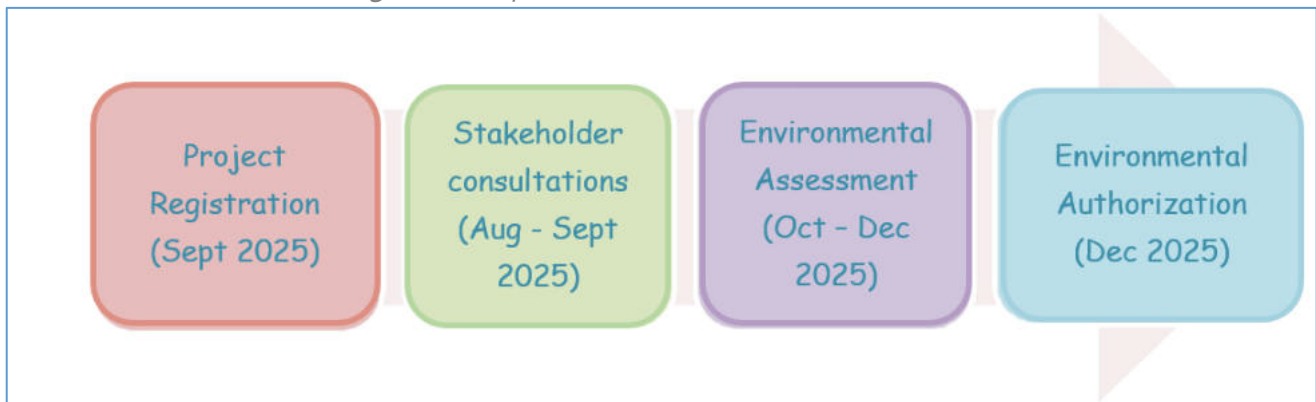 Project
Registration
(Sept 2025)
Stakeholder
consultations
(Aug - Sept
2025)
Environmental
Assessment
(Oct – Dec
2025)
Environmental
Authorization
(Dec 2025)